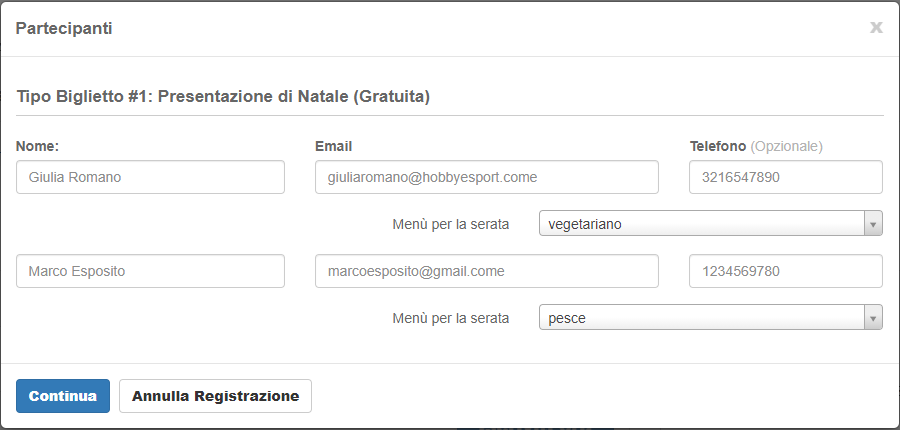 Partecipanti
x
Tipo Biglietto #1: Presentazione di Natale (Gratuita)
Nome: Email Telefono (Opzionale)
Giulia Romano giuliaromano@hobbyesport.come 3216547890
Menù per la serata vegetariano
Marco Esposito marcoesposito@gmail.come 1234569780
Menù per la serata pesce
Continua Annulla Registrazione